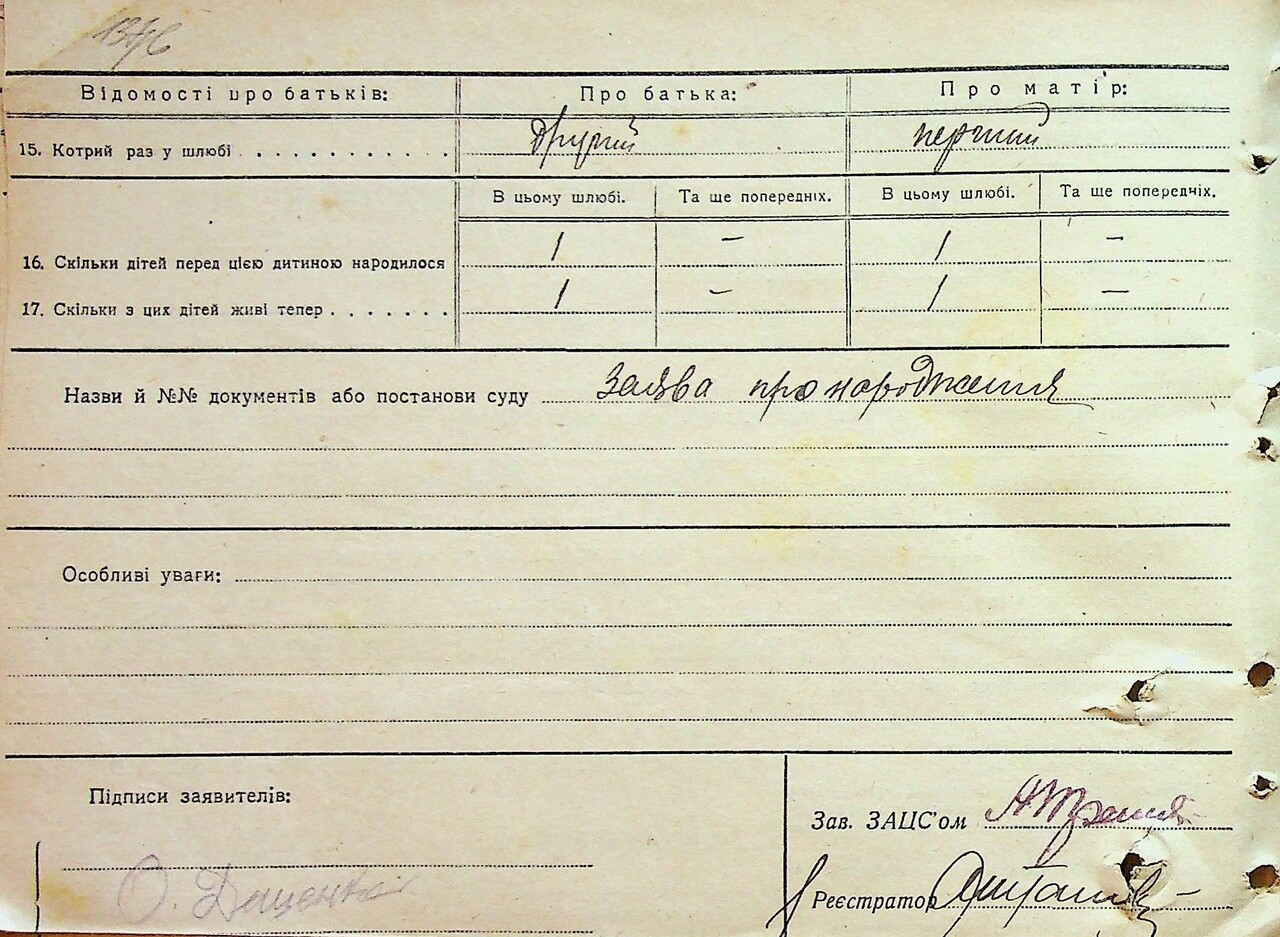 Відомості про батьків: Про батька: Про матір:
15. Котрий раз у шлюбі другий перший
В цьому шлюбі. Та ще попередніх. В цьому шлюбі. Та ще попередніх.
16. Скільки дітей перед цією дитиною народилося 1 — 1 —
17. Скільки з цих дітей живі тепер 1 — 1 —
Назви й №№ документів або постанови суду заява про народження
Особливі уваги:
Підписи заявителів:
Зав. ЗАЦС'ом
О. Даценко
Реєстратор